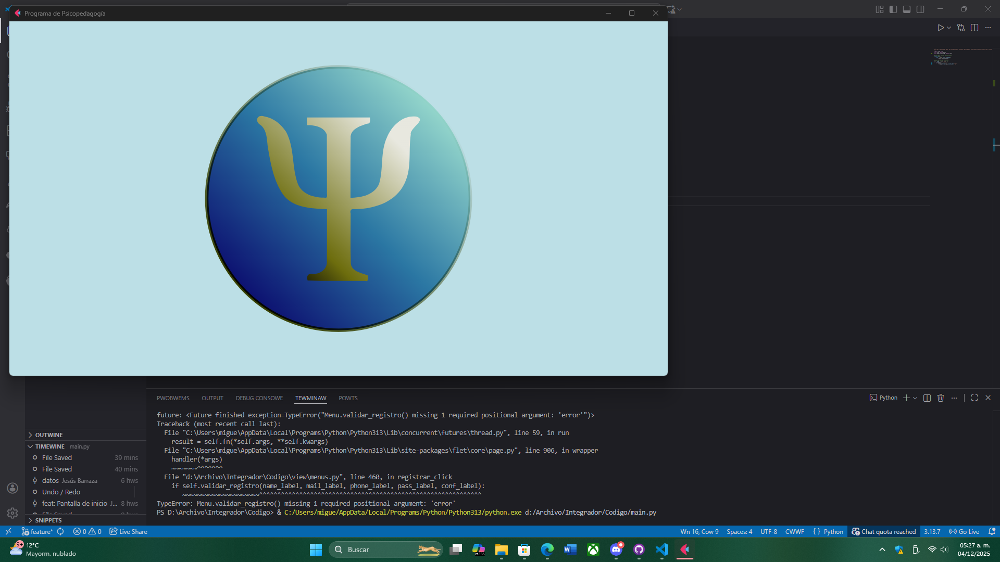 Programa de Psicopedagogía
Ψ
PWOBWEMS
OUTPUT
DEBUG CONSOWE
TEWMINAW
POWTS
Python
future: <Future finished exception=TypeError("Menu.validar_registro() missing 1 required positional argument: 'error'")>
Traceback (most recent call last):
File "C:\Users\migue\AppData\Local\Programs\Python\Python313\Lib\concurrent\futures\thread.py", line 59, in run
result = self.fn(*self.args, **self.kwargs)
File "C:\Users\migue\AppData\Local\Programs\Python\Python313\Lib\site-packages\flet\core\page.py", line 906, in wrapper
handler(*args)
~~~~~~~^^^^^^^
File "d:\Archivo\Integrador\Codigo\view\menus.py", line 460, in registrar_click
if self.validar_registro(name_label, mail_label, phone_label, pass_label, conf_label):
~~~~~~~~~~~~~~~~~~~~~^^^^^^^^^^^^^^^^^^^^^^^^^^^^^^^^^^^^^^^^^^^^^^^^^^^^^^^^^^^^^
TypeError: Menu.validar_registro() missing 1 required positional argument: 'error'
PS D:\Archivo\Integrador\Codigo> & C:/Users/migue/AppData/Local/Programs/Python/Python313/python.exe d:/Archivo/Integrador/Codigo/main.py
OUTWINE
TIMEWINE main.py
File Saved 39 mins
File Saved 40 mins
datos Jesús Barraza 6 hws
Undo / Redo
feat: Pantalla de inicio J... 8 hws
SNIPPETS
feature*
0 0
Live Share
Wn 16, Cow 9
Spaces: 4
UTF-8
CWWF
{ } Python
Chat quota reached
3.13.7
Go Live
9+
12°C
Mayorm. nublado
Buscar
M365
05:27 a. m.
04/12/2025